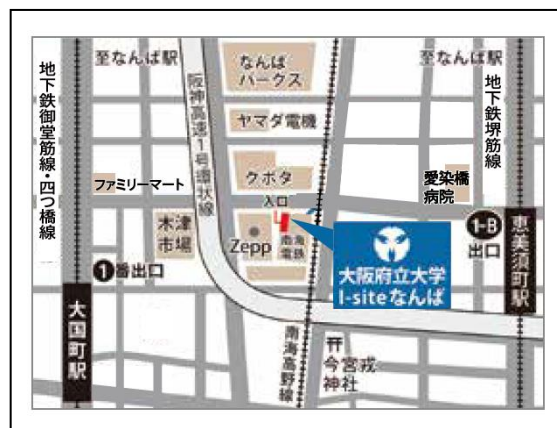 至なんば駅
なんば
パークス
至なんば駅
地下鉄御堂筋線・四つ橋線
阪神高速1号環状線
地下鉄堺筋線
ヤマダ電機
ファミリーマート
クボタ
愛染橋
病院
入口
木津
市場
Zepp
南海
電鉄
1-B
出口
恵美須町駅
大阪府立大学
I-siteなんば
1番出口
大国町駅
南海高野線
今宮戎
神社